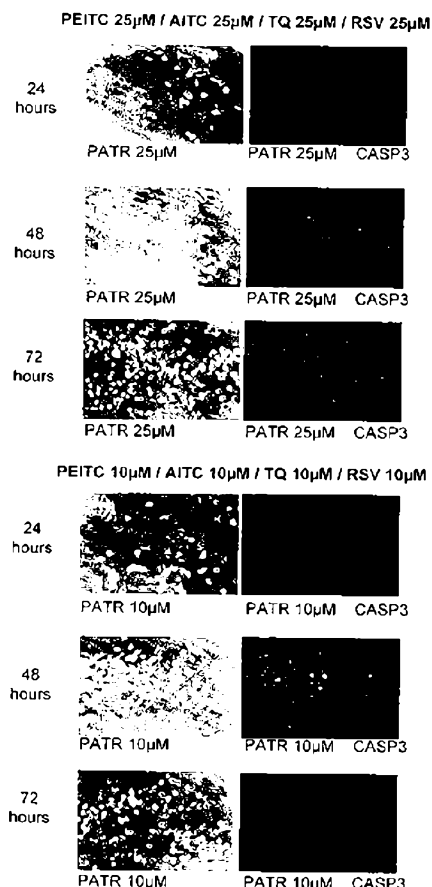 PEITC 25µM / AITC 25µM / TQ 25µM / RSV 25µM
24
hours
PATR 25µM PATR 25µM CASP3
48
hours
PATR 25µM PATR 25µM CASP3
72
hours
PATR 25µM PATR 25µM CASP3
PEITC 10µM / AITC 10µM / TQ 10µM / RSV 10µM
24
hours
PATR 10µM PATR 10µM CASP3
48
hours
PATR 10µM PATR 10µM CASP3
72
hours
PATR 10µM PATR 10µM CASP3